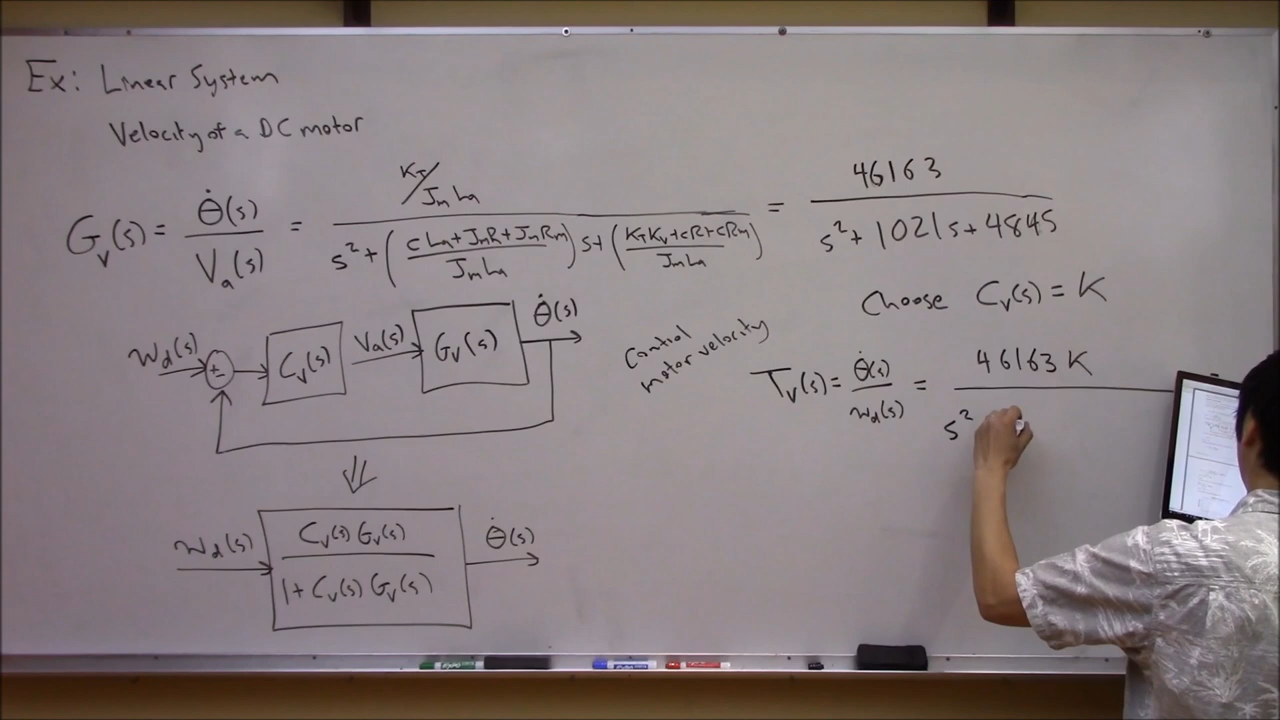 Ex: Linear System
Velocity of a DC motor
G_v(s) = θ̇(s) / V_a(s) = (K_T / J_m L_a) / (s² + ((c L_a + J_m R + J_m R_m) / J_m L_a) s + ((K_T K_v + cR + cR_m) / J_m L_a)) = 46163 / (s² + 1021s + 4845)
Choose C_v(s) = K
W_d(s) ± C_v(s) V_a(s) G_v(s) θ̇(s)
Control
motor velocity
T_v(s) = θ̇(s) / W_d(s) = 46163 K / s²
W_d(s) C_v(s) G_v(s) / (1 + C_v(s) G_v(s)) θ̇(s)